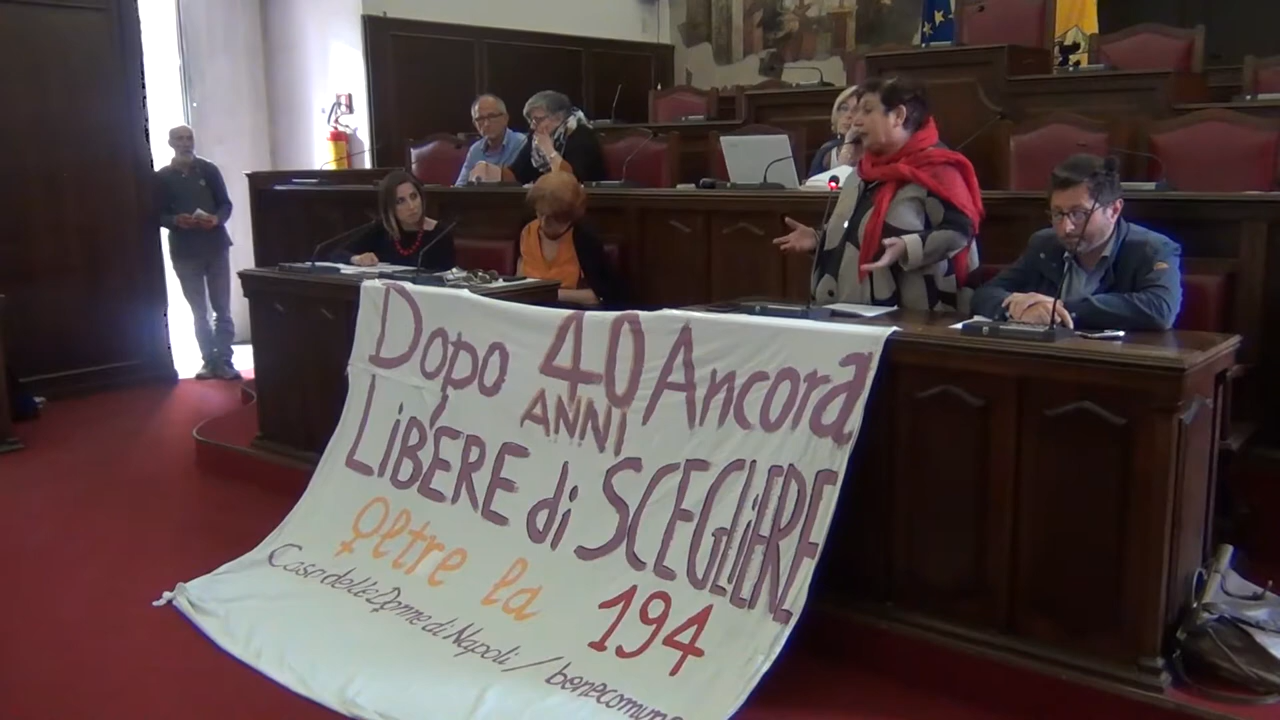 Dopo 40 Ancora
ANNI
LiBERE di SCEGLiERE
oltre la 194
Casa delle Donne di Napoli / benecomune